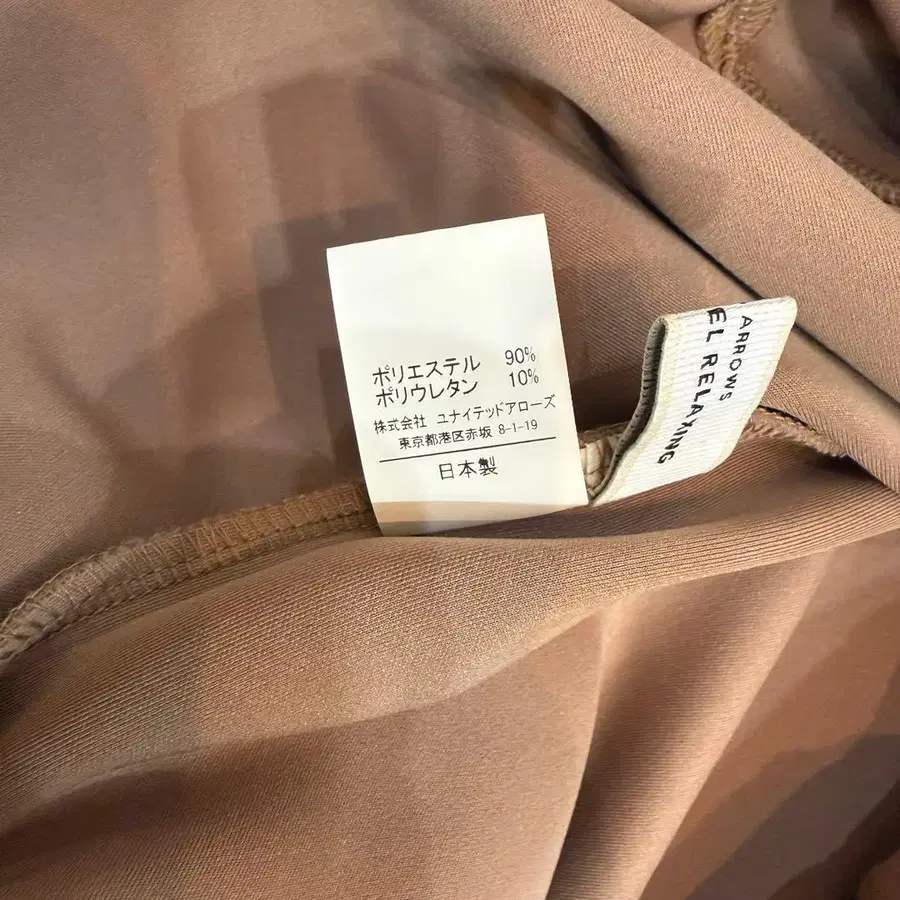 ポリエステル 90%
ポリウレタン 10%
株式会社 ユナイテッドアローズ
東京都港区赤坂 8-1-19
日本製
ARROWS
EL RELAXING